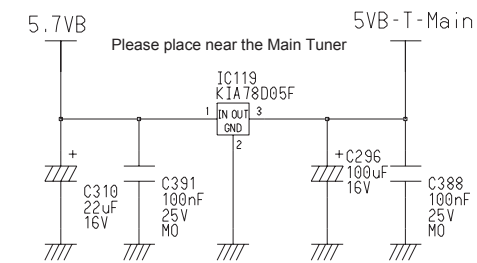 5.7VB
5VB-T-Main
Please place near the Main Tuner
IC119
KIA78D05F
1
IN OUT
3
GND
2
+
C310
22uF
16V
C391
100nF
25V
MO
+
C296
100uF
16V
C388
100nF
25V
MO